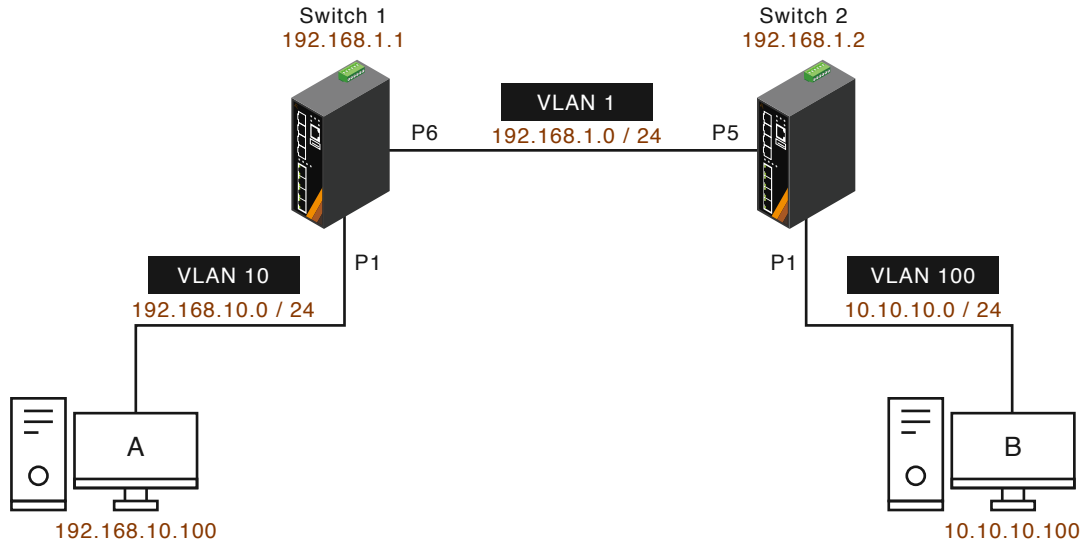 Switch 1
192.168.1.1
Switch 2
192.168.1.2
VLAN 1
P6
192.168.1.0 / 24
P5
P1
VLAN 10
192.168.10.0 / 24
P1
VLAN 100
10.10.10.0 / 24
A
192.168.10.100
B
10.10.10.100